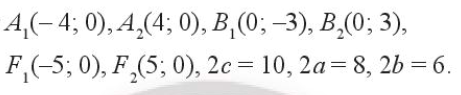 A₁(– 4; 0), A₂(4; 0), B₁(0; –3), B₂(0; 3),
F₁(–5; 0), F₂(5; 0), 2c = 10, 2a = 8, 2b = 6.